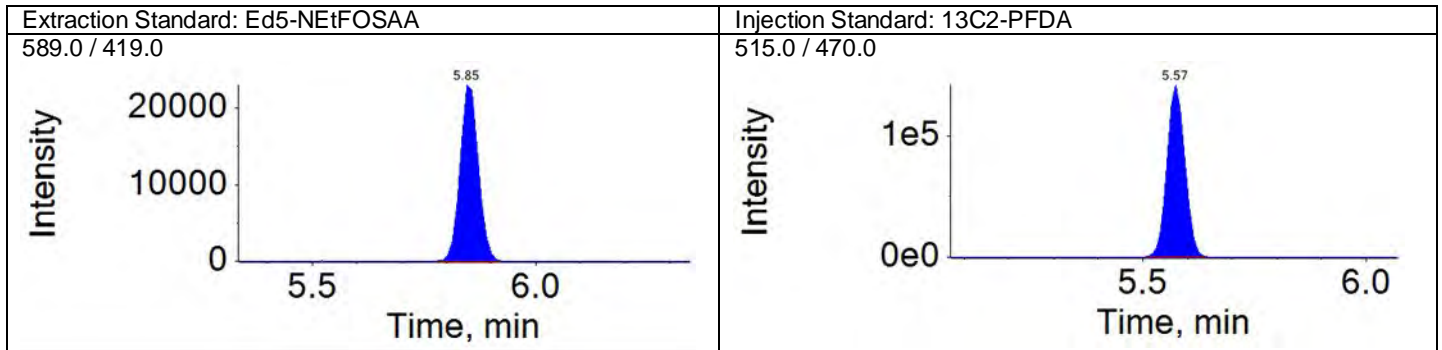 Extraction Standard: Ed5-NEtFOSAA
589.0 / 419.0
5.85
Intensity
20000
10000
0
5.5 6.0
Time, min
Injection Standard: 13C2-PFDA
515.0 / 470.0
5.57
Intensity
1e5
0e0
5.5 6.0
Time, min